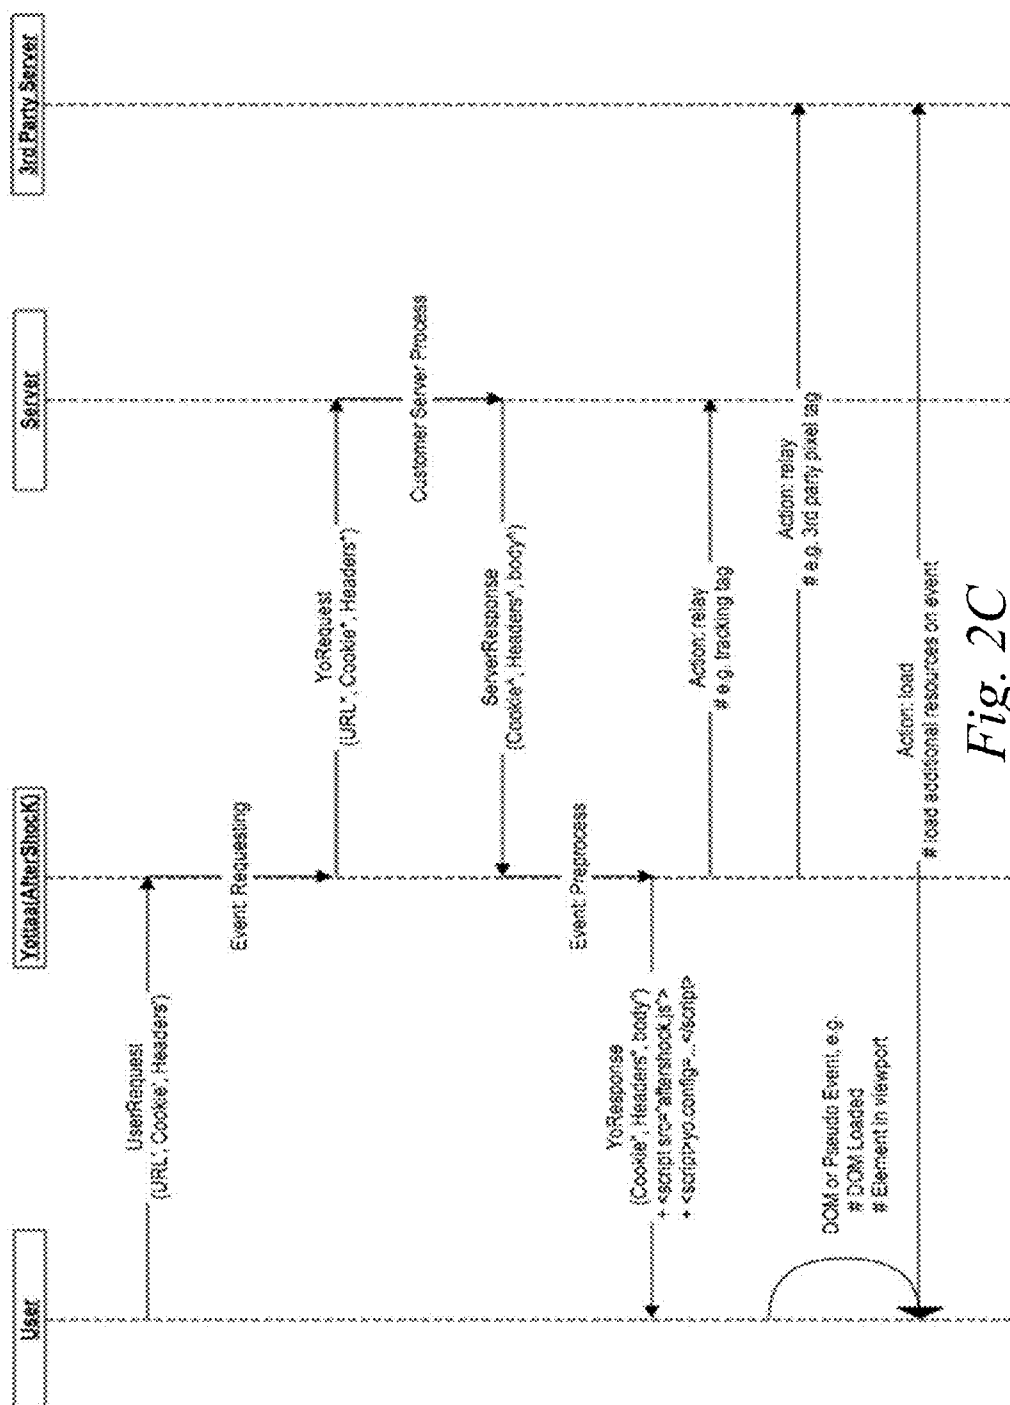 User
Yottaa(AfterShocK)
Server
3rd Party Server
UserRequest
(URL', Cookie', Headers')
Event: Requesting
YoRequest
(URL*, Cookie*, Headers*)
Customer Server Process
ServerResponse
(Cookie^, Headers^, body^)
Event: Preprocess
YoResponse
(Cookie", Headers", body")
+ <script src="aftershock.js">
+ <script>yo.config=...</script>
Action: relay
# e.g. tracking tag
Action: relay
# e.g. 3rd party pixel tag
DOM or Pseudo Event, e.g.
# DOM Loaded
# Element in viewport
Action: load
# load additional resources on event
Fig. 2C